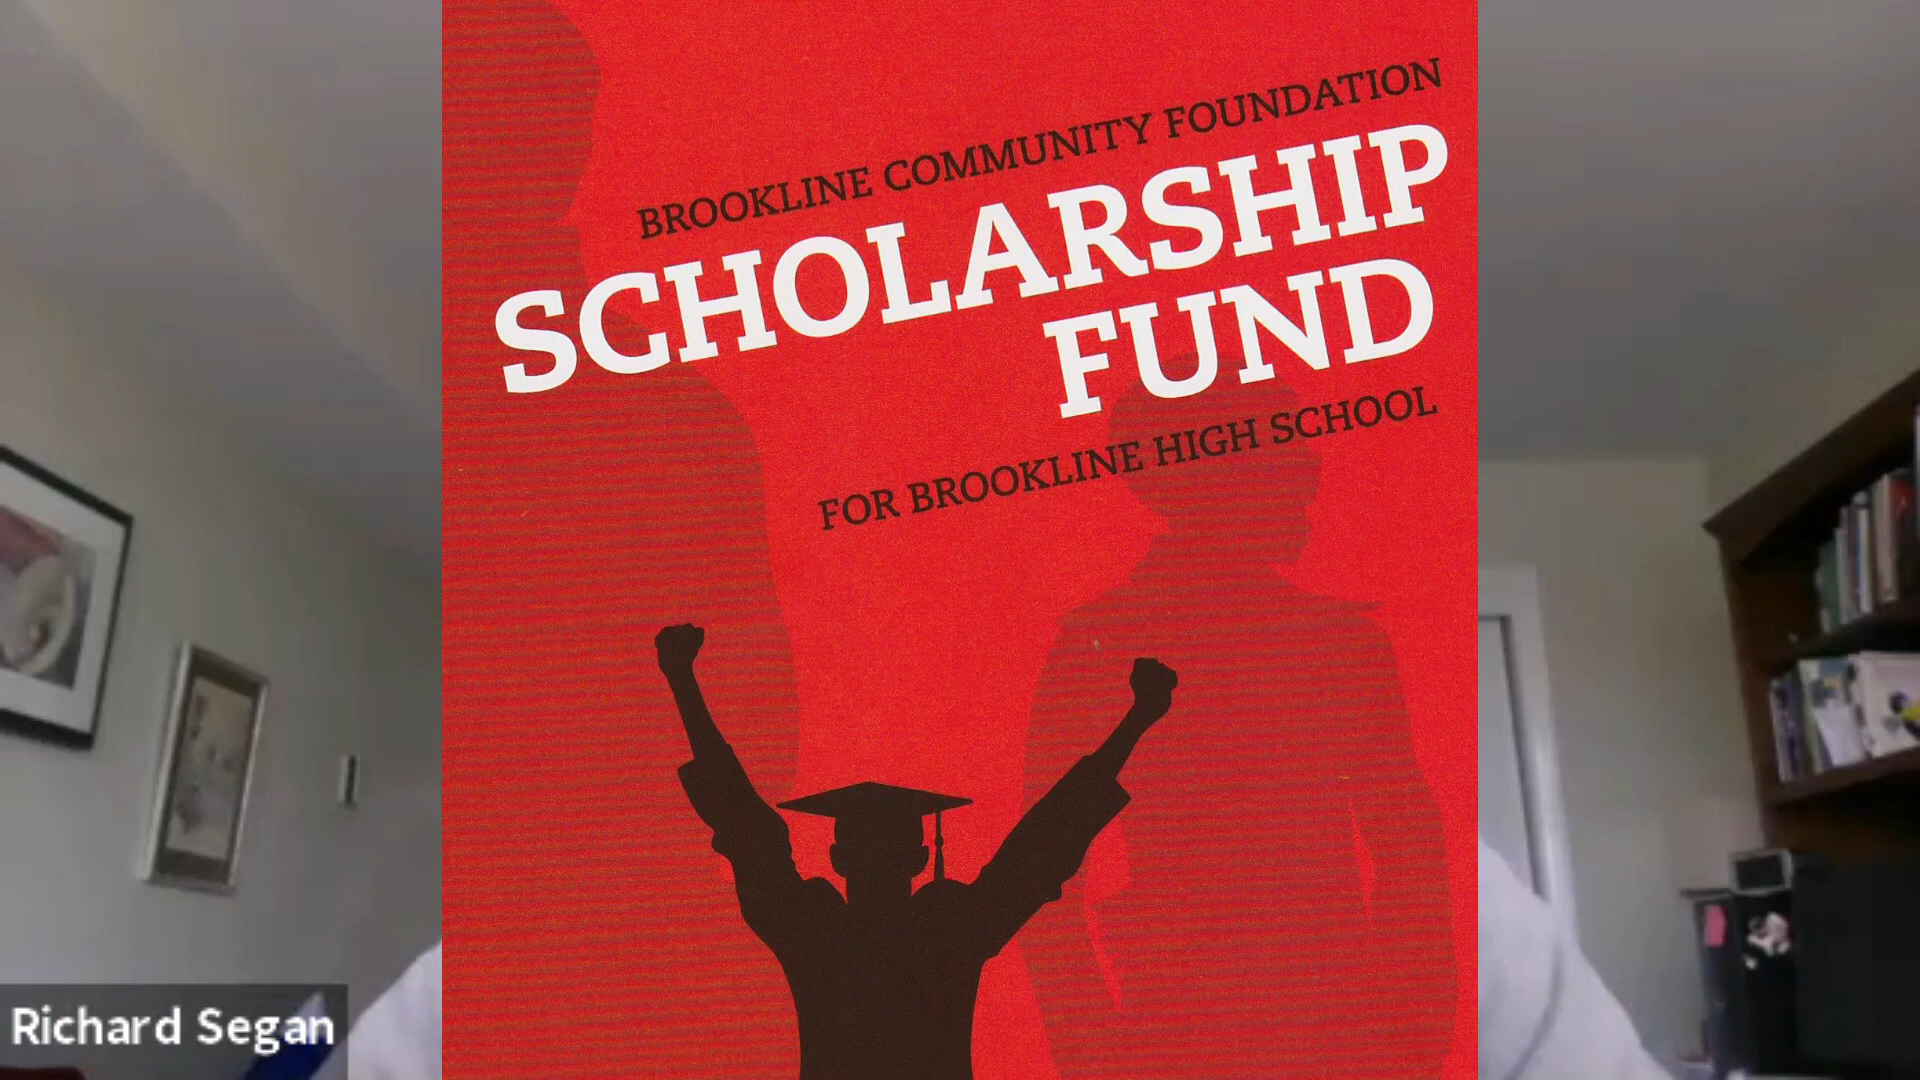 BROOKLINE COMMUNITY FOUNDATION
SCHOLARSHIP
FUND
FOR BROOKLINE HIGH SCHOOL
Richard Segan